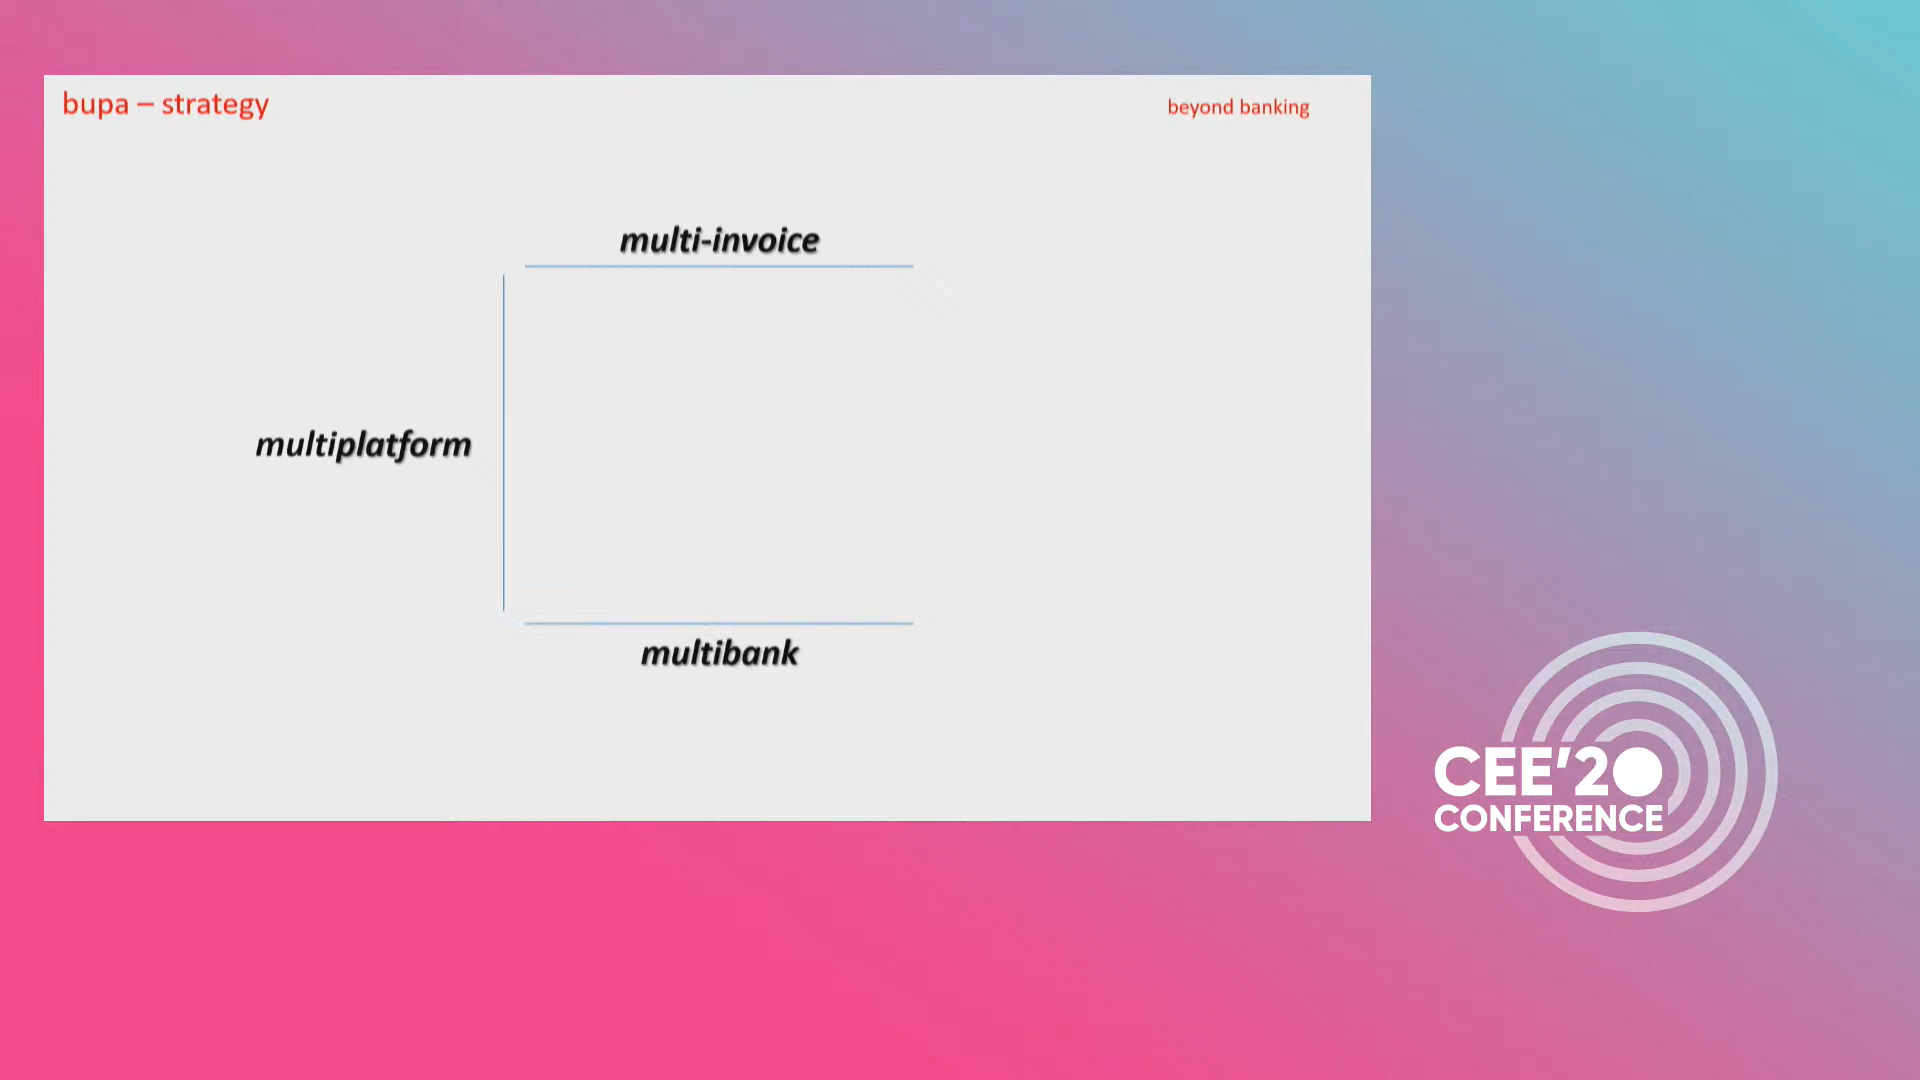 bupa – strategy
beyond banking
multi-invoice
multiplatform
multibank
CEE'20
CONFERENCE